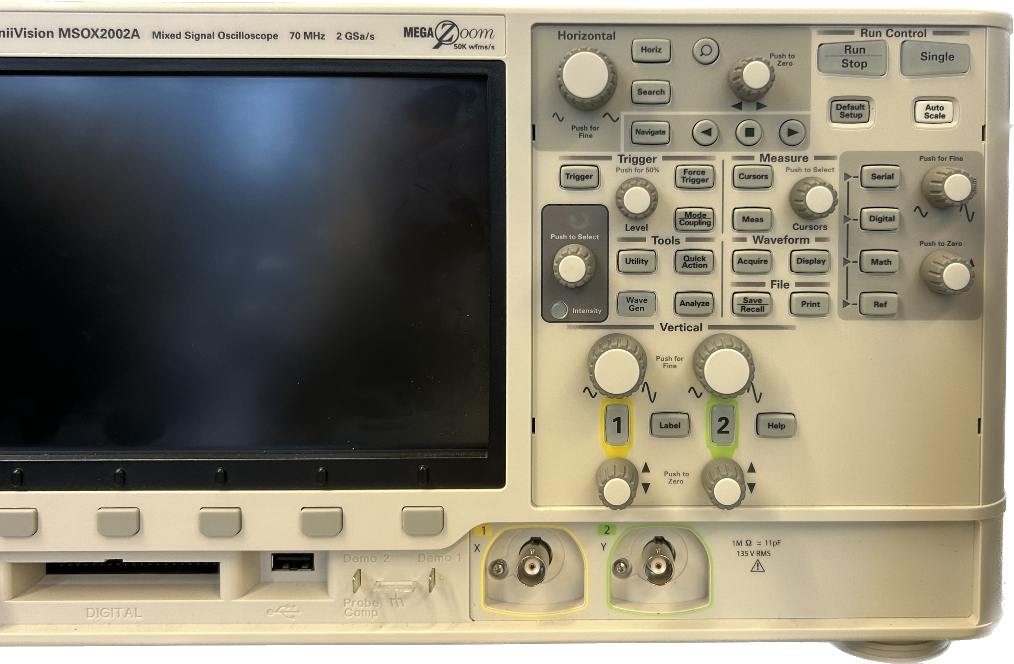 niiVision MSOX2002A Mixed Signal Oscilloscope 70 MHz 2 GSa/s
MEGA Zoom
50K wfms/s
Horizontal
Horiz
Push to
Zero
Search
Push for
Fine
Navigate
Run Control
Run
Stop
Single
Default
Setup
Auto
Scale
Trigger
Push for 50%
Trigger
Force
Trigger
Level
Mode
Coupling
Measure
Push to Select
Cursors
Meas
Cursors
Push for Fine
Serial
Digital
Push to Zero
Math
Ref
Push to Select
Intensity
Tools
Utility
Quick
Action
Wave
Gen
Analyze
Waveform
Acquire
Display
File
Save
Recall
Print
Vertical
Push for
Fine
1
Label
2
Help
Push to
Zero
1
X
2
Y
1M Ω ≈ 11pF
135 V RMS
Demo 2
Demo 1
Probe
Comp
DIGITAL